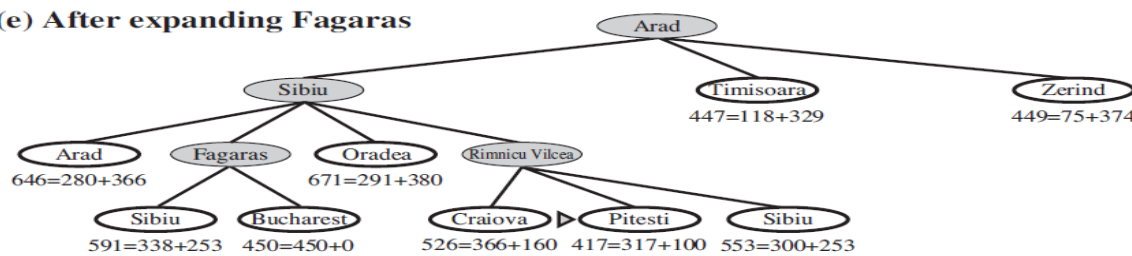 (e) After expanding Fagaras
Arad
Sibiu
Timisoara
447=118+329
Zerind
449=75+374
Arad
646=280+366
Fagaras
Oradea
671=291+380
Rimnicu Vilcea
Sibiu
591=338+253
Bucharest
450=450+0
Craiova
526=366+160
Pitesti
417=317+100
Sibiu
553=300+253